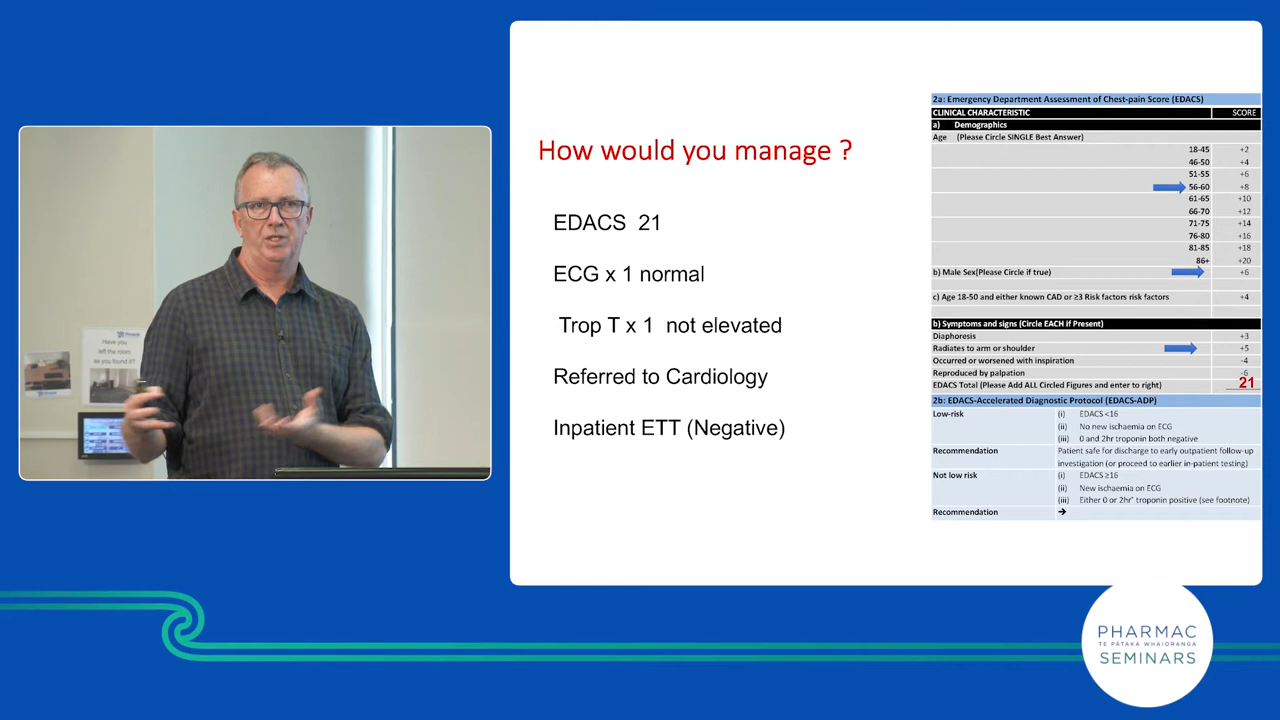 How would you manage ?
EDACS 21
ECG x 1 normal
Trop T x 1 not elevated
Referred to Cardiology
Inpatient ETT (Negative)
2a: Emergency Department Assessment of Chest-pain Score (EDACS)
CLINICAL CHARACTERISTIC SCORE
a) Demographics
Age (Please Circle SINGLE Best Answer)
18-45 +2
46-50 +4
51-55 +6
56-60 +8
61-65 +10
66-70 +12
71-75 +14
76-80 +16
81-85 +18
86+ +20
b) Male Sex(Please Circle if true) +6
c) Age 18-50 and either known CAD or ≥3 Risk factors risk factors +4
b) Symptoms and signs (Circle EACH if Present)
Diaphoresis +3
Radiates to arm or shoulder +5
Occurred or worsened with inspiration -4
Reproduced by palpation -6
EDACS Total (Please Add ALL Circled Figures and enter to right) 21
2b: EDACS-Accelerated Diagnostic Protocol (EDACS-ADP)
Low-risk (i) EDACS <16
(ii) No new ischaemia on ECG
(iii) 0 and 2hr troponin both negative
Recommendation Patient safe for discharge to early outpatient follow-up
investigation (or proceed to earlier in-patient testing)
Not low risk (i) EDACS ≥16
(ii) New ischaemia on ECG
(iii) Either 0 or 2hr* troponin positive (see footnote)
Recommendation →
Have you
left the room
as you found it?
PHARMAC
TE PĀTAKA WHAIORANGA
SEMINARS